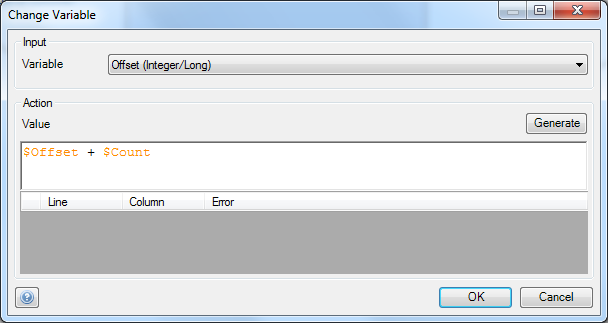 Change Variable
Input
Variable Offset (Integer/Long)
Action
Value Generate
$Offset + $Count
Line Column Error
? OK Cancel